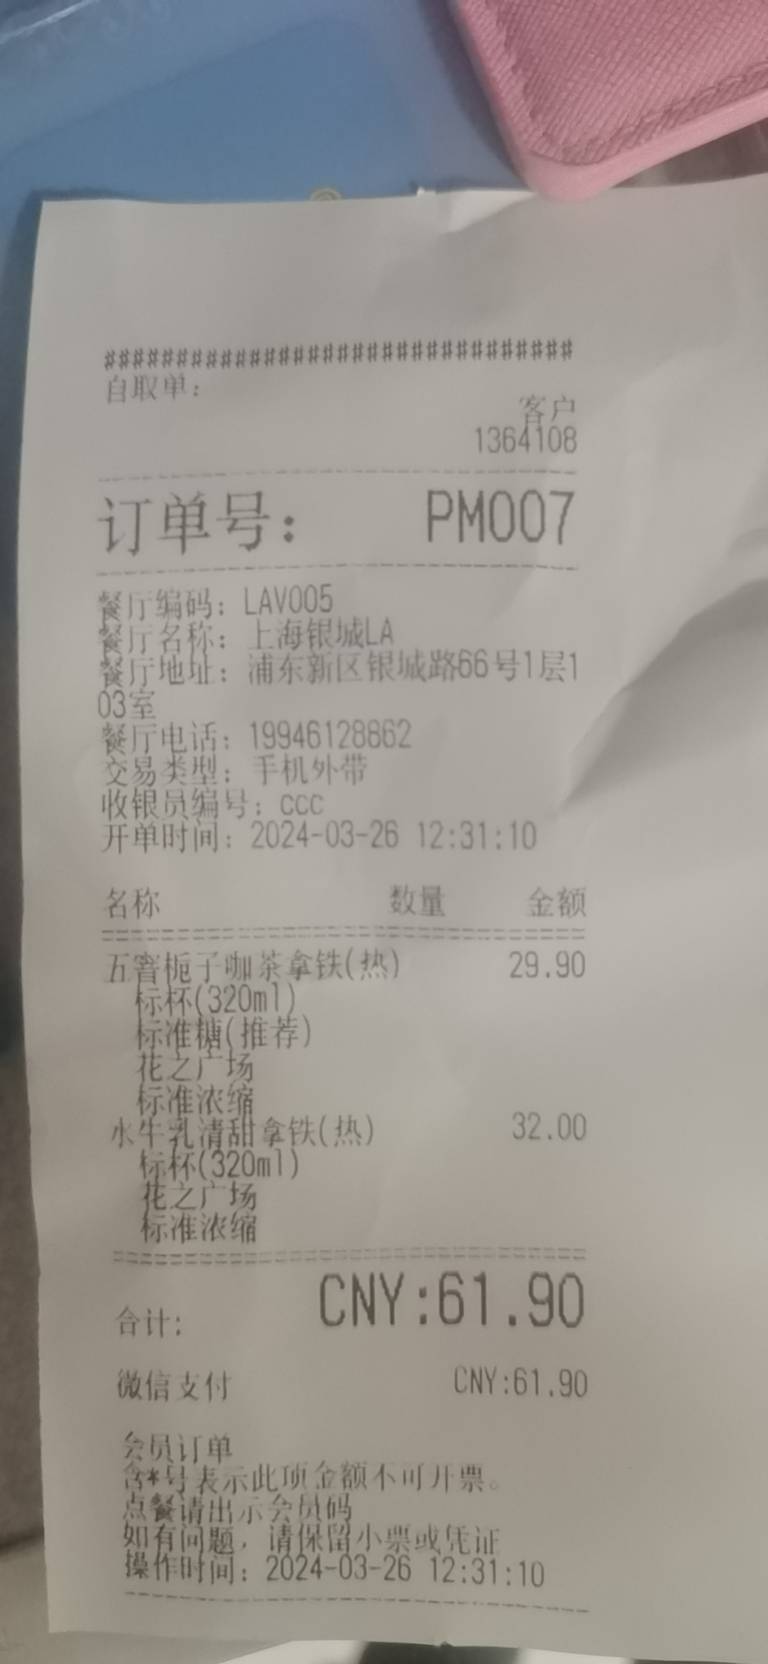 ################################
自取单：
客户
1364108
订单号： PM007
餐厅编码：LAV005
餐厅名称：上海银城LA
餐厅地址：浦东新区银城路66号1层1
03室
餐厅电话：19946128862
交易类型：手机外带
收银员编号：ccc
开单时间：2024-03-26 12:31:10
名称 数量 金额
五窨栀子咖茶拿铁(热) 29.90
标杯(320ml)
标准糖(推荐)
花之广场
标准浓缩
水牛乳清甜拿铁(热) 32.00
标杯(320ml)
花之广场
标准浓缩
合计: CNY:61.90
微信支付 CNY:61.90
会员订单
含*号表示此项金额不可开票。
点餐请出示会员码
如有问题，请保留小票或凭证
操作时间：2024-03-26 12:31:10